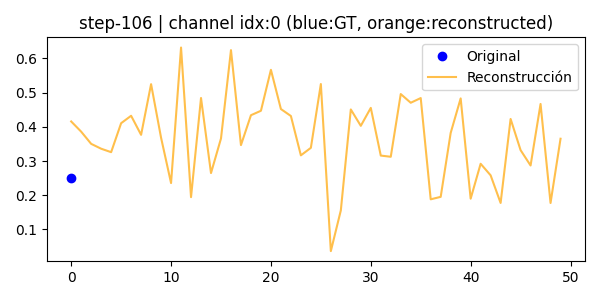 step-106 | channel idx:0 (blue:GT, orange:reconstructed)
Original
Reconstrucción
0.6
0.5
0.4
0.3
0.2
0.1
0 10 20 30 40 50